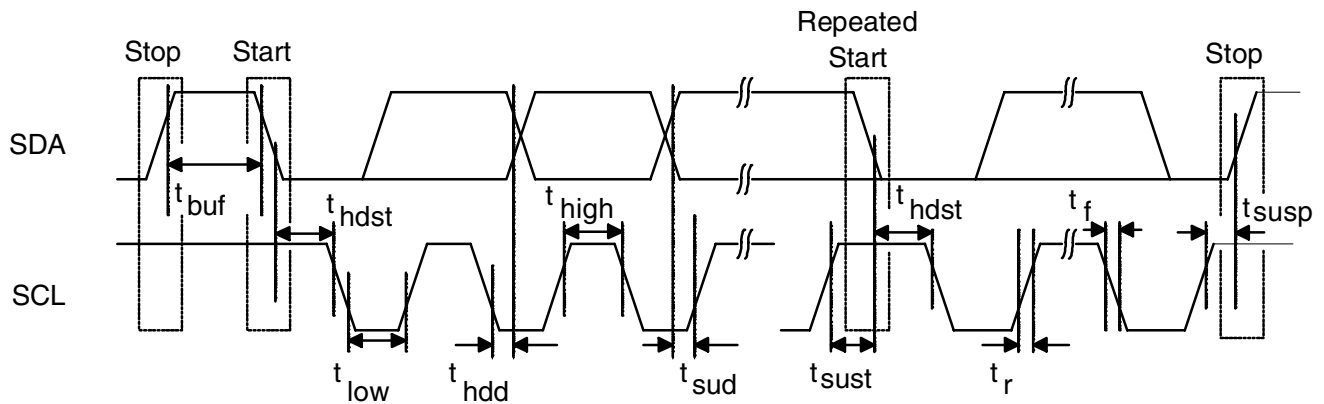 Repeated
Stop Start Start Stop
SDA
t buf
t hdst
t high
t hdst
t f
t susp
SCL
t low
t hdd
t sud
t sust
t r